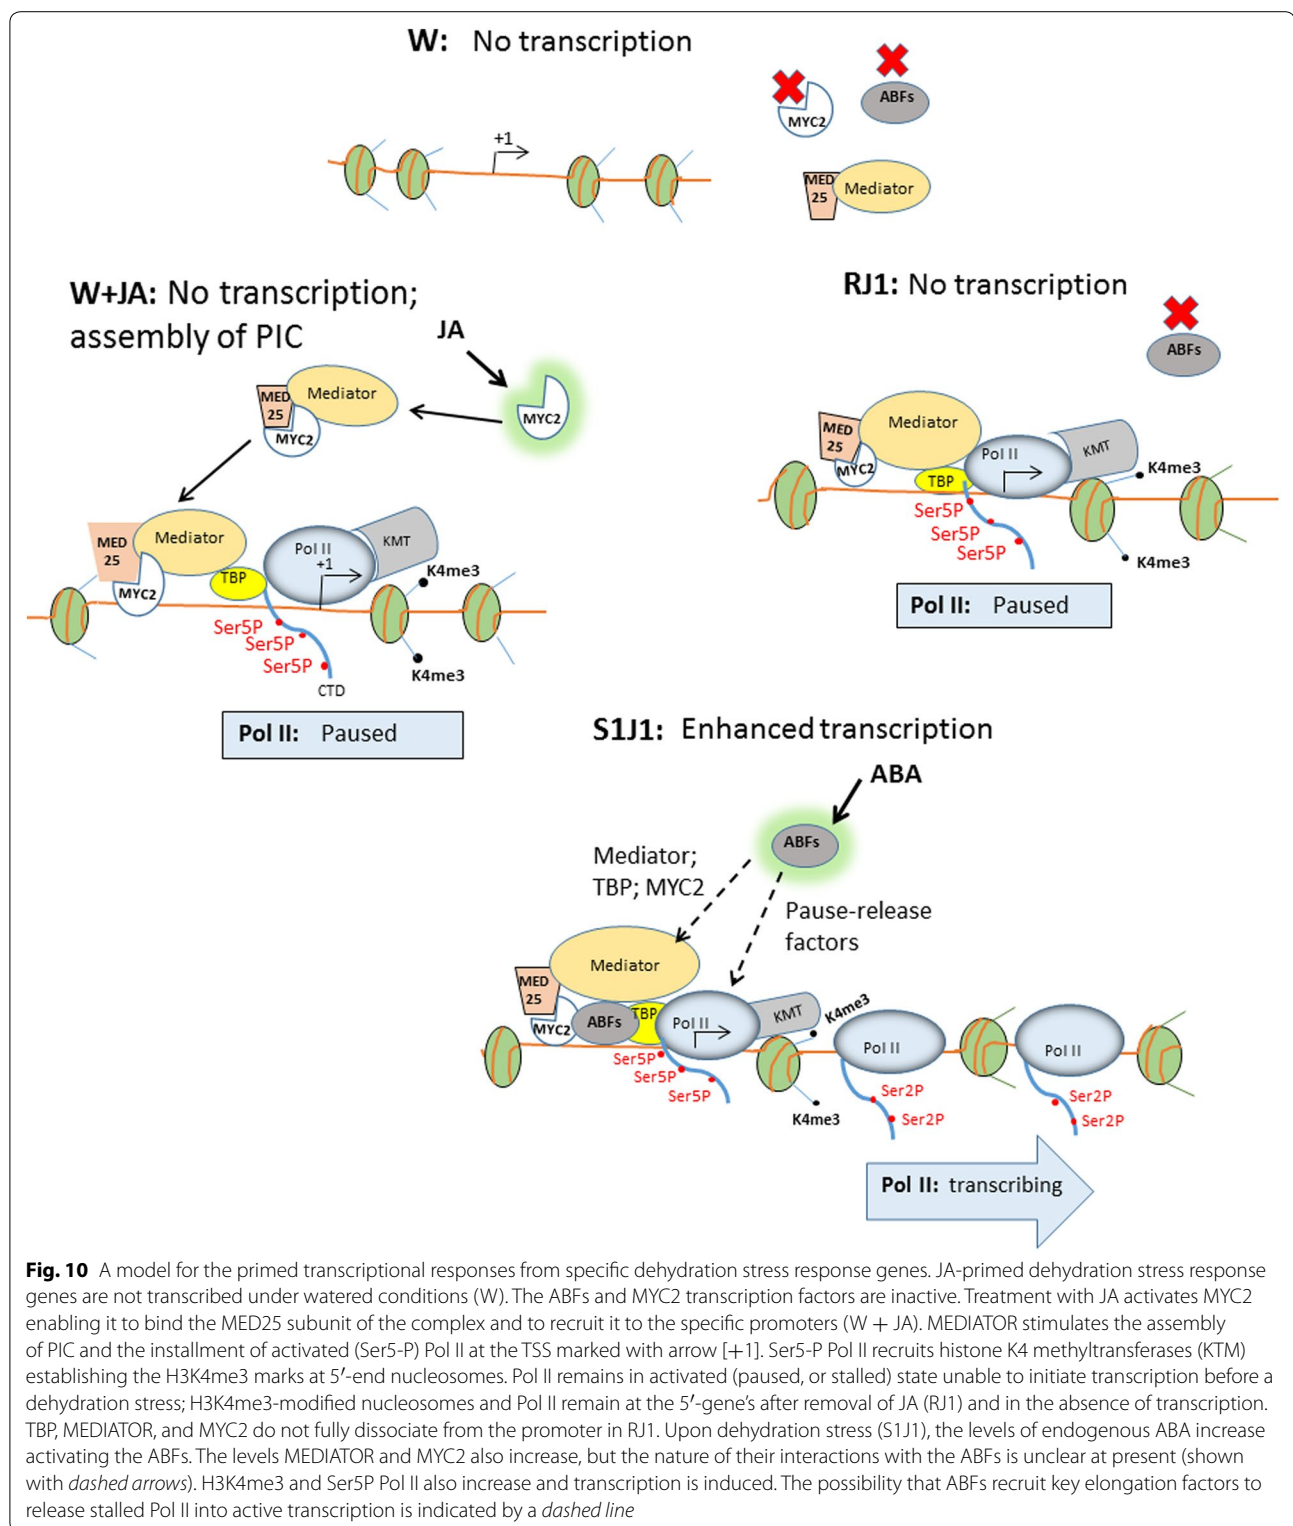 W: No transcription
MYC2
ABFs
+1
MED
25
Mediator
W+JA: No transcription;
assembly of PIC
JA
MED
25
Mediator
MYC2
MYC2
MED
25
Mediator
MYC2
TBP
Pol II
+1
KMT
K4me3
K4me3
Ser5P
Ser5P
Ser5P
CTD
Pol II: Paused
RJ1: No transcription
ABFs
MED
25
Mediator
MYC2
TBP
Pol II
KMT
K4me3
K4me3
Ser5P
Ser5P
Ser5P
Pol II: Paused
S1J1: Enhanced transcription
ABA
ABFs
Mediator;
TBP; MYC2
Pause-release
factors
Mediator
MED
25
MYC2
ABFs
TBP
Pol II
KMT
K4me3
K4me3
Ser5P
Ser5P
Ser5P
Pol II
Ser2P
Ser2P
Pol II
Ser2P
Ser2P
Pol II: transcribing
Fig. 10 A model for the primed transcriptional responses from specific dehydration stress response genes. JA-primed dehydration stress response
genes are not transcribed under watered conditions (W). The ABFs and MYC2 transcription factors are inactive. Treatment with JA activates MYC2
enabling it to bind the MED25 subunit of the complex and to recruit it to the specific promoters (W + JA). MEDIATOR stimulates the assembly
of PIC and the installment of activated (Ser5-P) Pol II at the TSS marked with arrow [+1]. Ser5-P Pol II recruits histone K4 methyltransferases (KTM)
establishing the H3K4me3 marks at 5′-end nucleosomes. Pol II remains in activated (paused, or stalled) state unable to initiate transcription before a
dehydration stress; H3K4me3-modified nucleosomes and Pol II remain at the 5′-gene's after removal of JA (RJ1) and in the absence of transcription.
TBP, MEDIATOR, and MYC2 do not fully dissociate from the promoter in RJ1. Upon dehydration stress (S1J1), the levels of endogenous ABA increase
activating the ABFs. The levels MEDIATOR and MYC2 also increase, but the nature of their interactions with the ABFs is unclear at present (shown
with dashed arrows). H3K4me3 and Ser5P Pol II also increase and transcription is induced. The possibility that ABFs recruit key elongation factors to
release stalled Pol II into active transcription is indicated by a dashed line